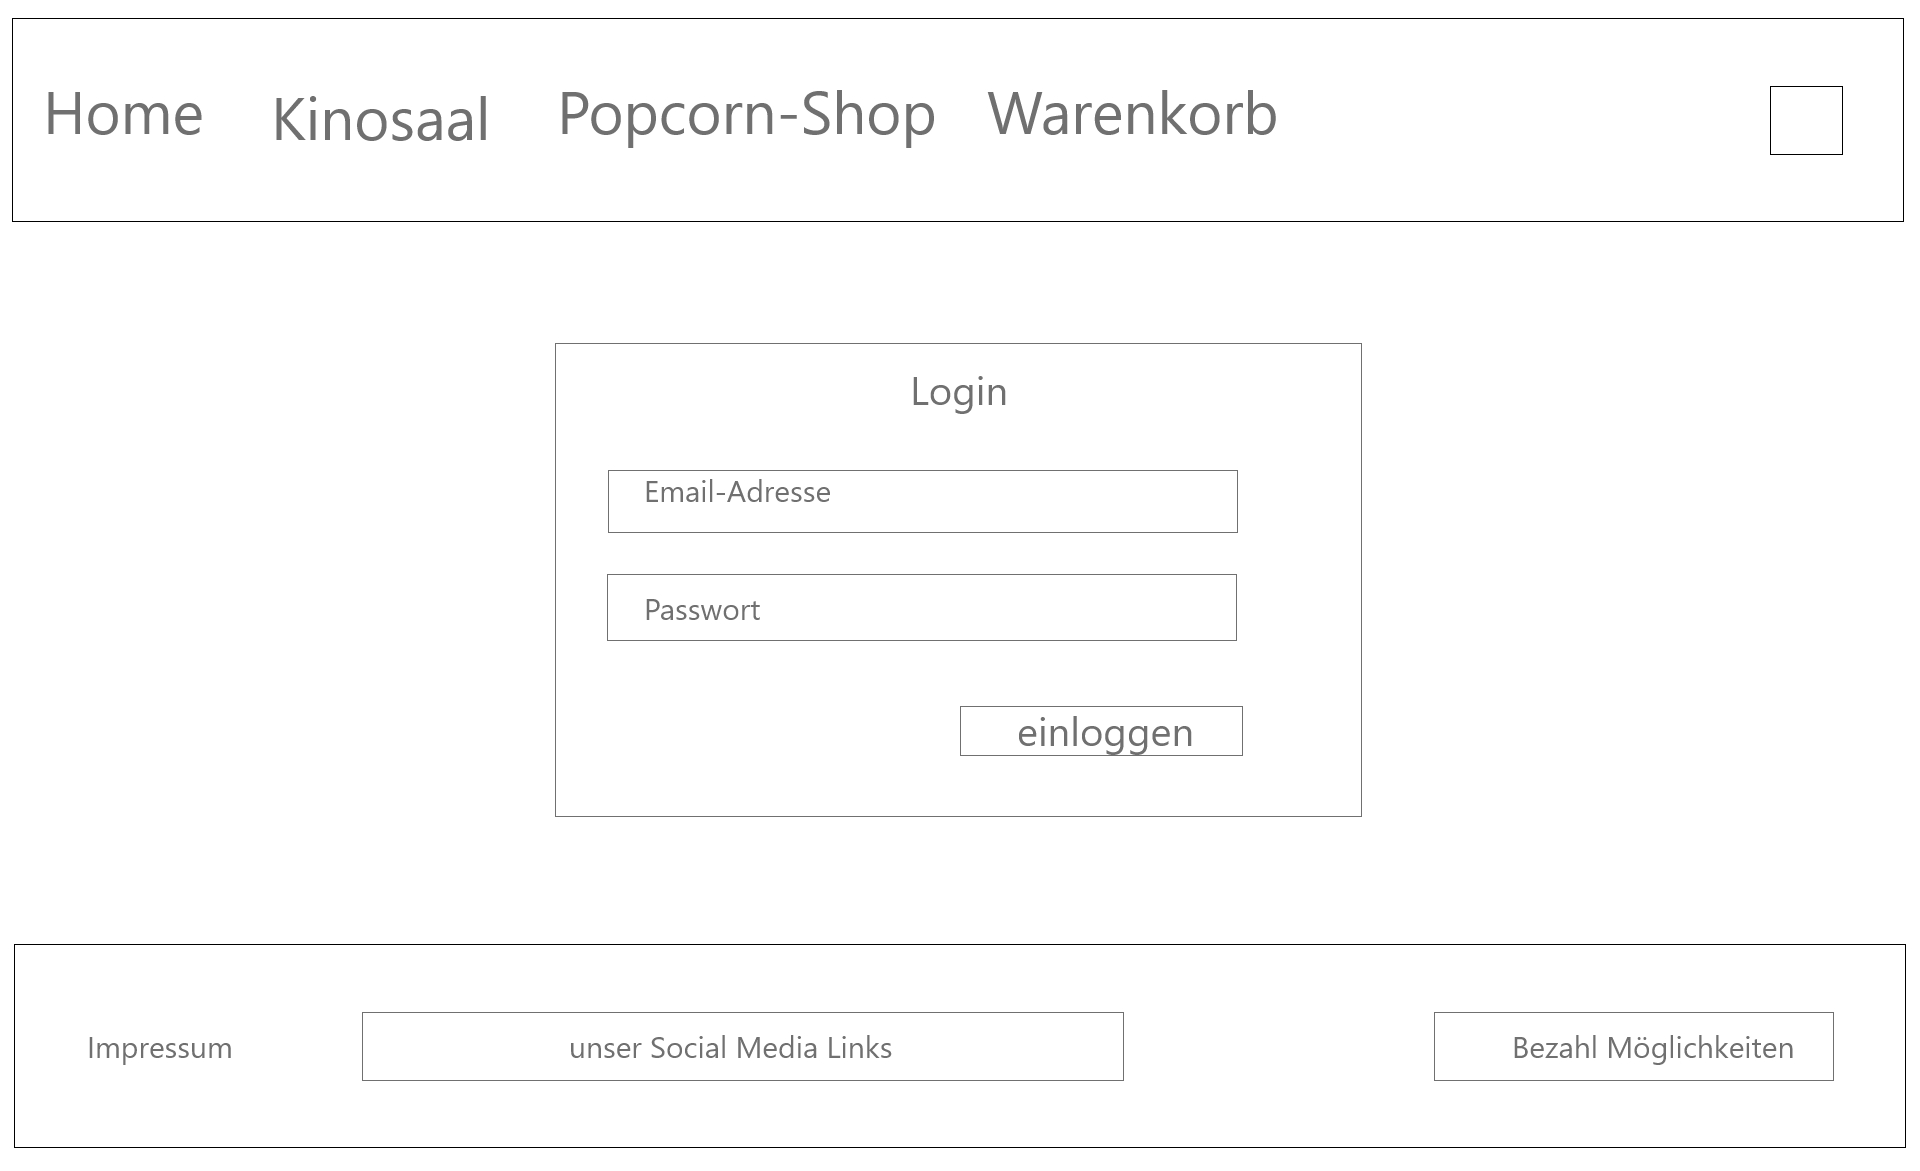 Home Kinosaal Popcorn-Shop Warenkorb
Login
Email-Adresse
Passwort
einloggen
Impressum unser Social Media Links Bezahl Möglichkeiten